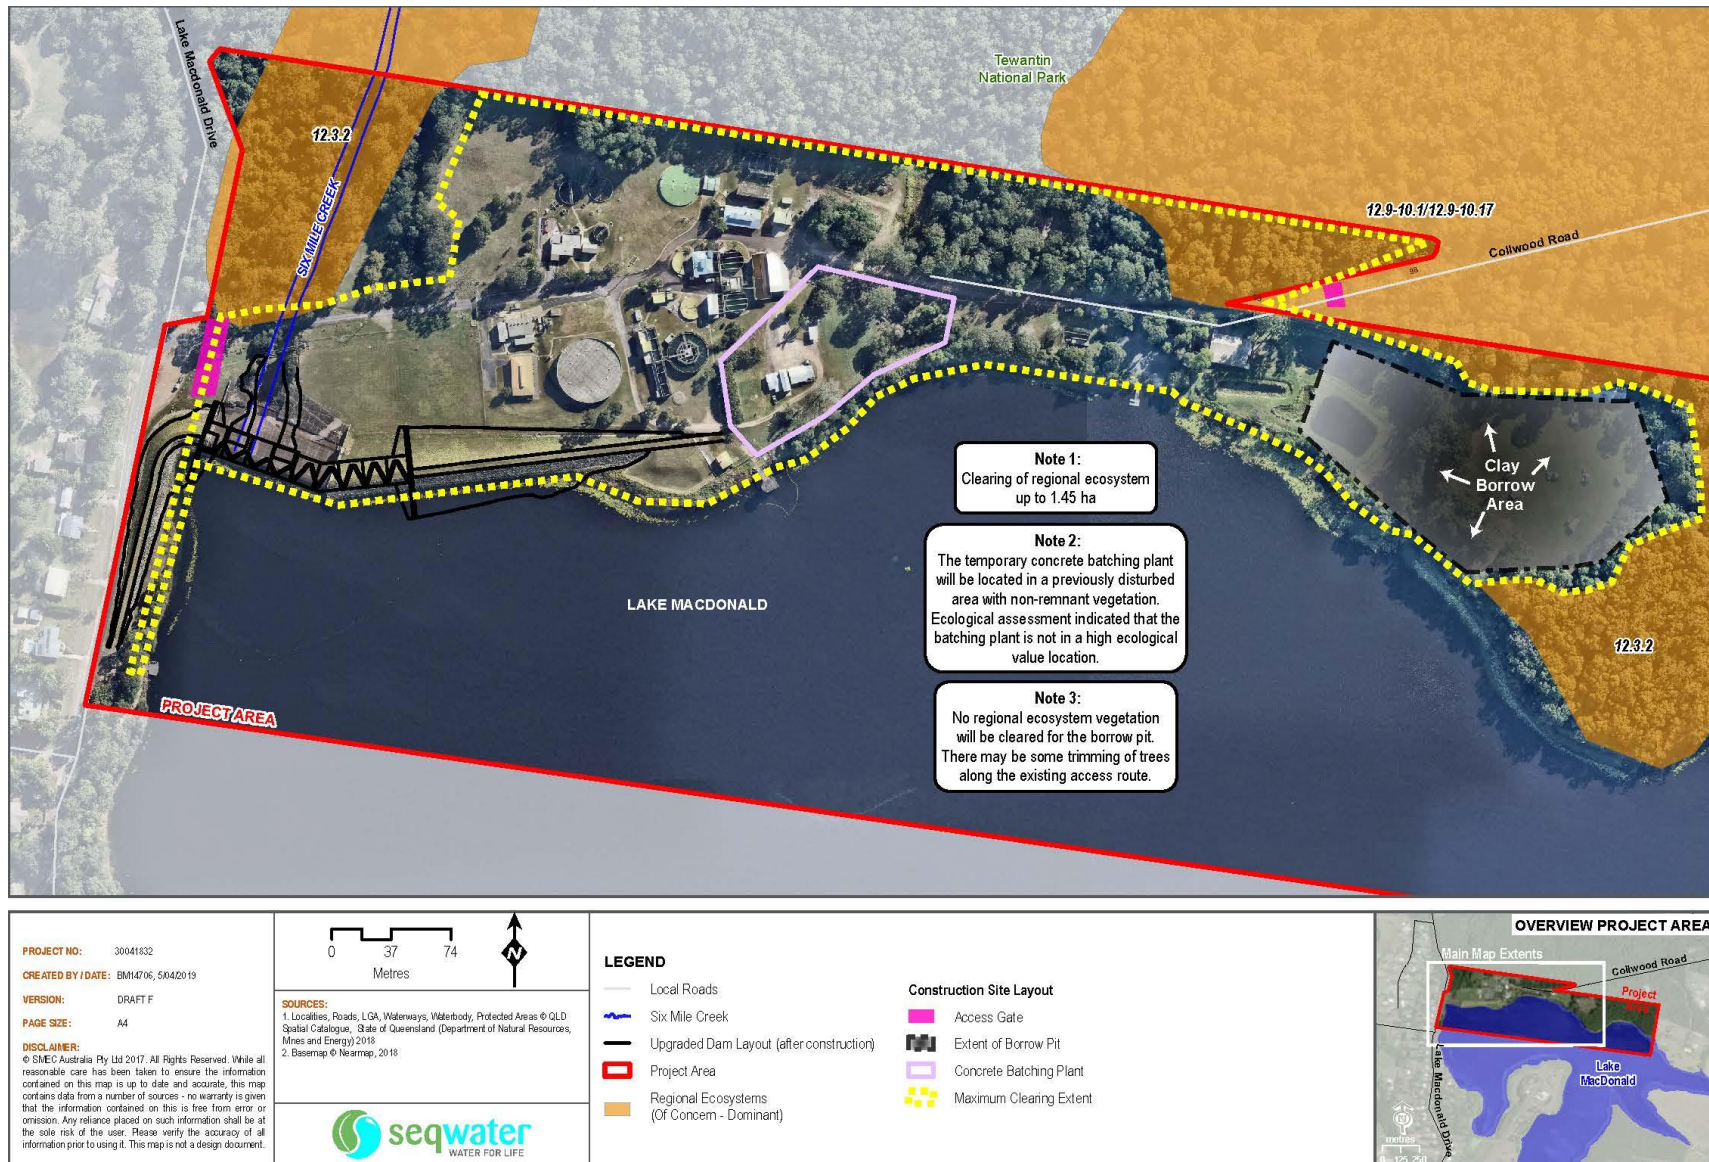 Lake Macdonald Drive
Tewantin
National Park
12.3.2
SIX MILE CREEK
12.9-10.1/12.9-10.17
Collwood Road
Clay
Borrow
Area
Note 1:
Clearing of regional ecosystem
up to 1.45 ha
Note 2:
The temporary concrete batching plant
will be located in a previously disturbed
area with non-remnant vegetation.
Ecological assessment indicated that the
batching plant is not in a high ecological
value location.
Note 3:
No regional ecosystem vegetation
will be cleared for the borrow pit.
There may be some trimming of trees
along the existing access route.
LAKE MACDONALD
12.3.2
PROJECT AREA
PROJECT NO: 30041832
CREATED BY / DATE: BM14706, 5/04/2019
VERSION: DRAFT F
PAGE SIZE: A4
DISCLAIMER:
© SMEC Australia Pty Ltd 2017. All Rights Reserved. While all
reasonable care has been taken to ensure the information
contained on this map is up to date and accurate, this map
contains data from a number of sources - no warranty is given
that the information contained on this is free from error or
omission. Any reliance placed on such information shall be at
the sole risk of the user. Please verify the accuracy of all
information prior to using it. This map is not a design document.
0 37 74
Metres
N
SOURCES:
1. Localities, Roads, LGA, Waterways, Waterbody, Protected Areas © QLD
Spatial Catalogue, State of Queensland (Department of Natural Resources,
Mines and Energy) 2018
2. Basemap © Nearmap, 2018
seqwater
WATER FOR LIFE
LEGEND
Local Roads
Six Mile Creek
Upgraded Dam Layout (after construction)
Project Area
Regional Ecosystems
(Of Concern - Dominant)
Construction Site Layout
Access Gate
Extent of Borrow Pit
Concrete Batching Plant
Maximum Clearing Extent
OVERVIEW PROJECT AREA
Main Map Extents
Collwood Road
Project
Area
Lake
MacDonald
Lake Macdonald Drive
N
metres
0 125 250